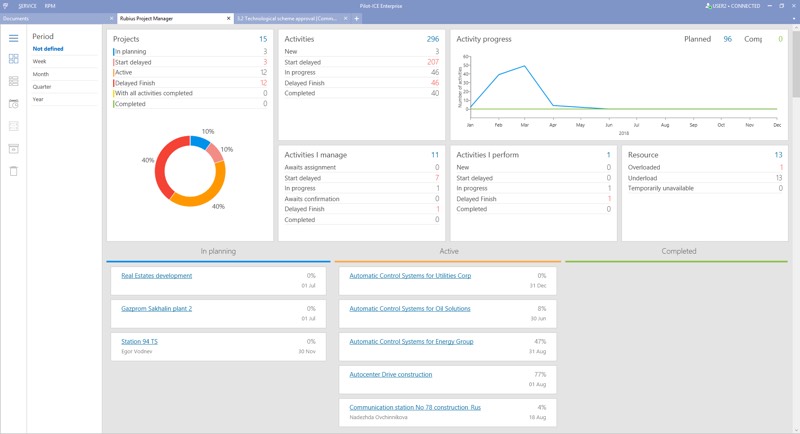 SERVICE RPM
Pilot-ICE Enterprise
USER2 • CONNECTED
Documents
Rubius Project Manager
1.2 Technological scheme approval (Comm...
Period
Not defined
Week
Month
Quarter
Year
Projects 15
In planning 3
Start delayed 3
Active 12
Delayed Finish 12
With all activities completed 0
Completed 0
10%
10%
40%
40%
Activities 296
New 3
Start delayed 207
In progress 46
Delayed Finish 46
Completed 40
Activity progress Planned 96 Comp 0
Number of activities
60
50
40
30
20
10
0
Jan Feb Mar Apr May Jun Jul Aug Sep Oct Nov Dec
2016
Activities I manage 11
Awaits assignment 0
Start delayed 7
In progress 1
Awaits confirmation 0
Delayed Finish 1
Completed 0
Activities I perform 1
New 0
Start delayed 0
In progress 1
Delayed Finish 1
Completed 0
Resource 13
Overloaded 1
Underload 13
Temporarily unavailable 0
In planning
Real Estates development 0%
01 Jul
Gazprom Sakhalin plant 2 0%
01 Jul
Station 94 TS 0%
Egor Vodnev 30 Nov
Active
Automatic Control Systems for Utilities Corp 0%
31 Dec
Automatic Control Systems for Oil Solutions 8%
30 Jun
Automatic Control Systems for Energy Group 47%
31 Aug
Autocenter Drive construction 77%
01 Aug
Communication station No 78 construction_Rus 4%
Nadezhda Ovchinnikova 18 Aug
Completed